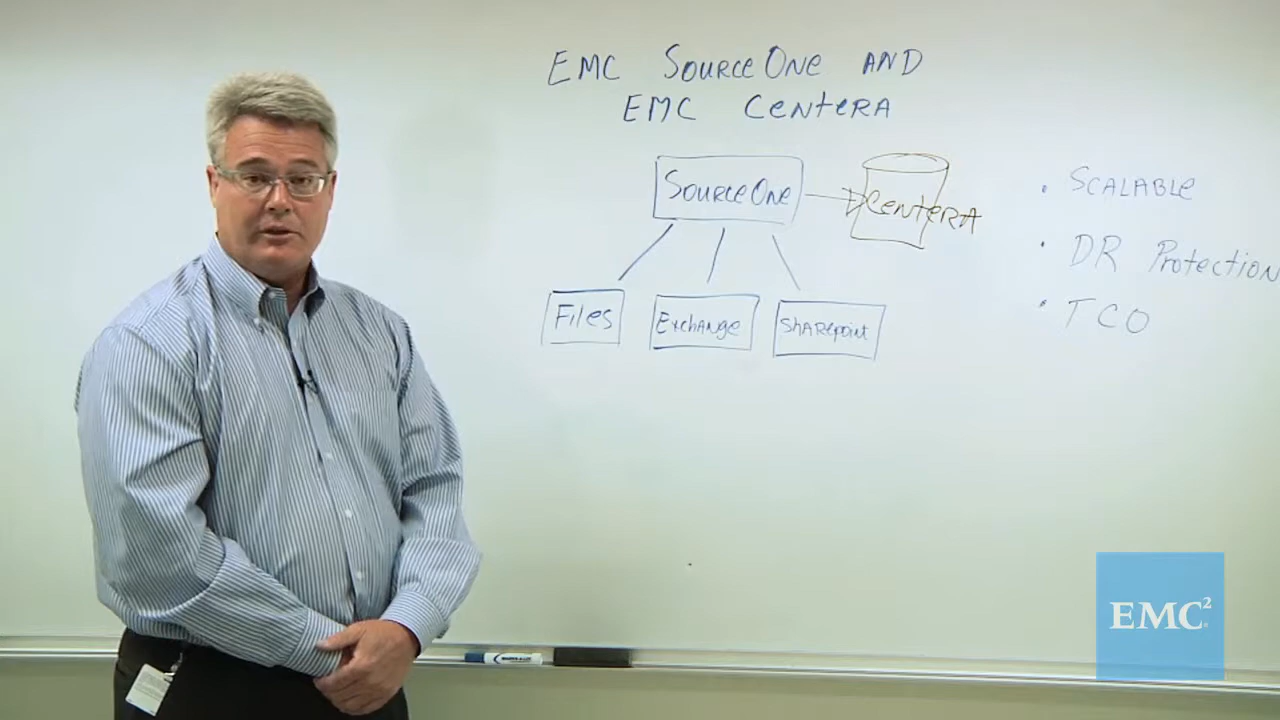 EMC SourceOne AND
EMC CENTERA
SourceOne
CENTERA
Files
Exchange
SharePoint
• SCALABLE
• DR Protection
• TCO
EMC²